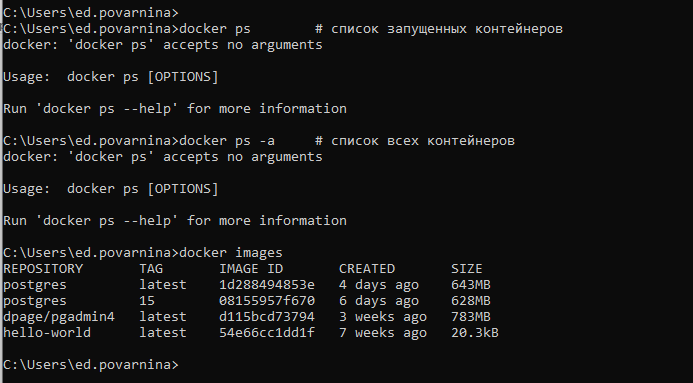 C:\Users\ed.povarnina>
C:\Users\ed.povarnina>docker ps        # список запущенных контейнеров
docker: 'docker ps' accepts no arguments
Usage:  docker ps [OPTIONS]
Run 'docker ps --help' for more information
C:\Users\ed.povarnina>docker ps -a     # список всех контейнеров
docker: 'docker ps' accepts no arguments
Usage:  docker ps [OPTIONS]
Run 'docker ps --help' for more information
C:\Users\ed.povarnina>docker images
REPOSITORY       TAG       IMAGE ID       CREATED       SIZE
postgres         latest    1d288494853e   4 days ago    643MB
postgres         15        08155957f670   6 days ago    628MB
dpage/pgadmin4   latest    d115bcd73794   3 weeks ago   783MB
hello-world      latest    54e66cc1dd1f   7 weeks ago   20.3kB
C:\Users\ed.povarnina>